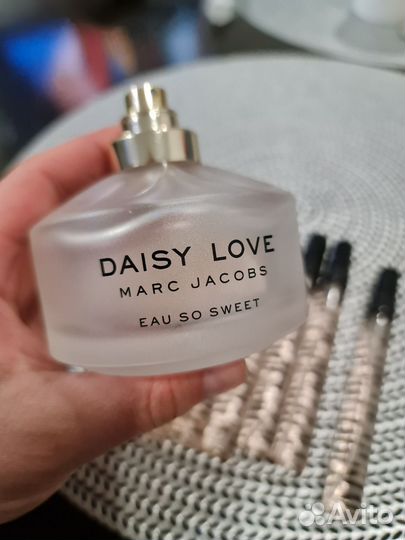 DAISY LOVE
MARC JACOBS
EAU SO SWEET
Avito